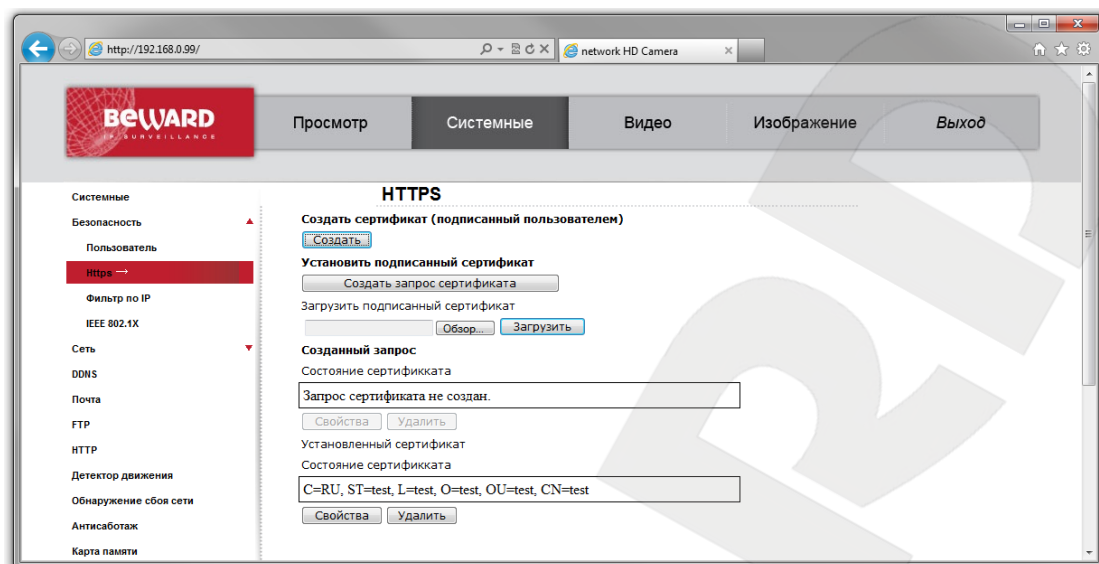 http://192.168.0.99/
network HD Camera
BEWARD
IP SURVEILLANCE
Просмотр Системные Видео Изображение Выход
Системные
Безопасность
Пользователь
Https →
Фильтр по IP
IEEE 802.1X
Сеть
DDNS
Почта
FTP
HTTP
Детектор движения
Обнаружение сбоя сети
Антисаботаж
Карта памяти
HTTPS
Создать сертификат (подписанный пользователем)
Создать
Установить подписанный сертификат
Создать запрос сертификата
Загрузить подписанный сертификат
Обзор... Загрузить
Созданный запрос
Состояние сертификката
Запрос сертификата не создан.
Свойства Удалить
Установленный сертификат
Состояние сертификката
C=RU, ST=test, L=test, O=test, OU=test, CN=test
Свойства Удалить